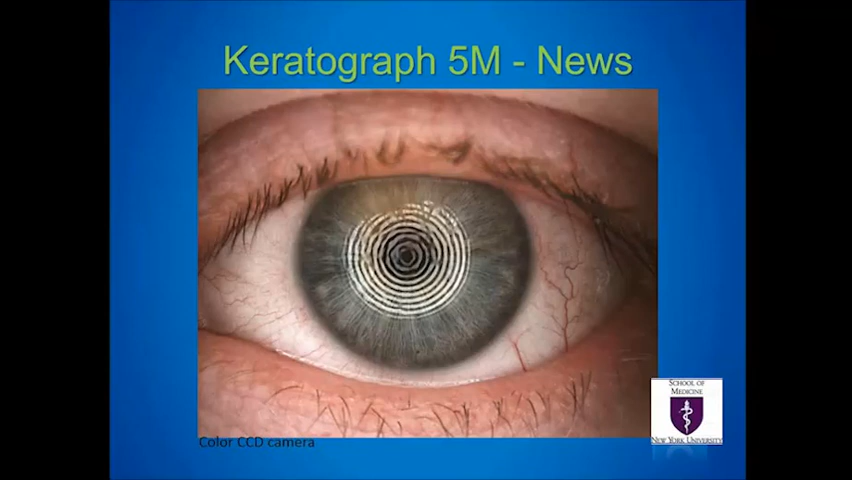 Keratograph 5M - News
SCHOOL OF
MEDICINE
NEW YORK UNIVERSITY
Color CCD camera